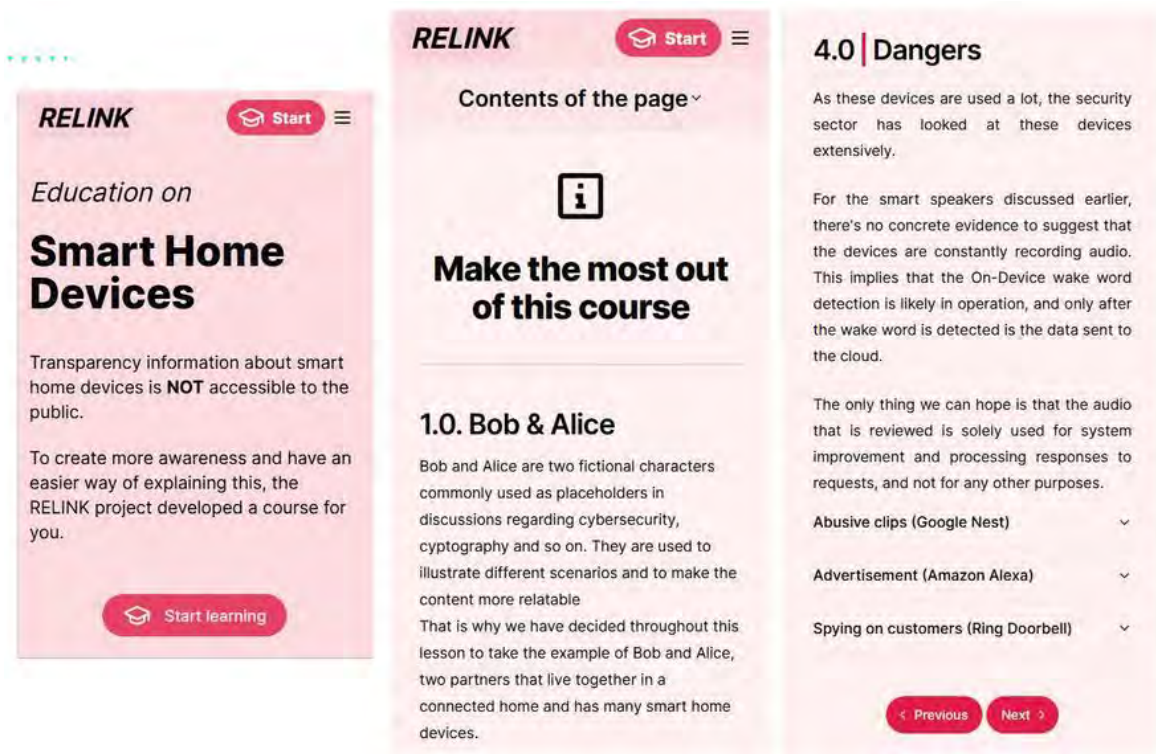 RELINK
Start
Education on
Smart Home
Devices
Transparency information about smart
home devices is NOT accessible to the
public.
To create more awareness and have an
easier way of explaining this, the
RELINK project developed a course for
you.
Start learning
RELINK
Start
Contents of the page
Make the most out
of this course
1.0. Bob & Alice
Bob and Alice are two fictional characters
commonly used as placeholders in
discussions regarding cybersecurity,
cyptography and so on. They are used to
illustrate different scenarios and to make the
content more relatable
That is why we have decided throughout this
lesson to take the example of Bob and Alice,
two partners that live together in a
connected home and has many smart home
devices.
4.0 | Dangers
As these devices are used a lot, the security
sector has looked at these devices
extensively.
For the smart speakers discussed earlier,
there's no concrete evidence to suggest that
the devices are constantly recording audio.
This implies that the On-Device wake word
detection is likely in operation, and only after
the wake word is detected is the data sent to
the cloud.
The only thing we can hope is that the audio
that is reviewed is solely used for system
improvement and processing responses to
requests, and not for any other purposes.
Abusive clips (Google Nest)
Advertisement (Amazon Alexa)
Spying on customers (Ring Doorbell)
< Previous
Next >